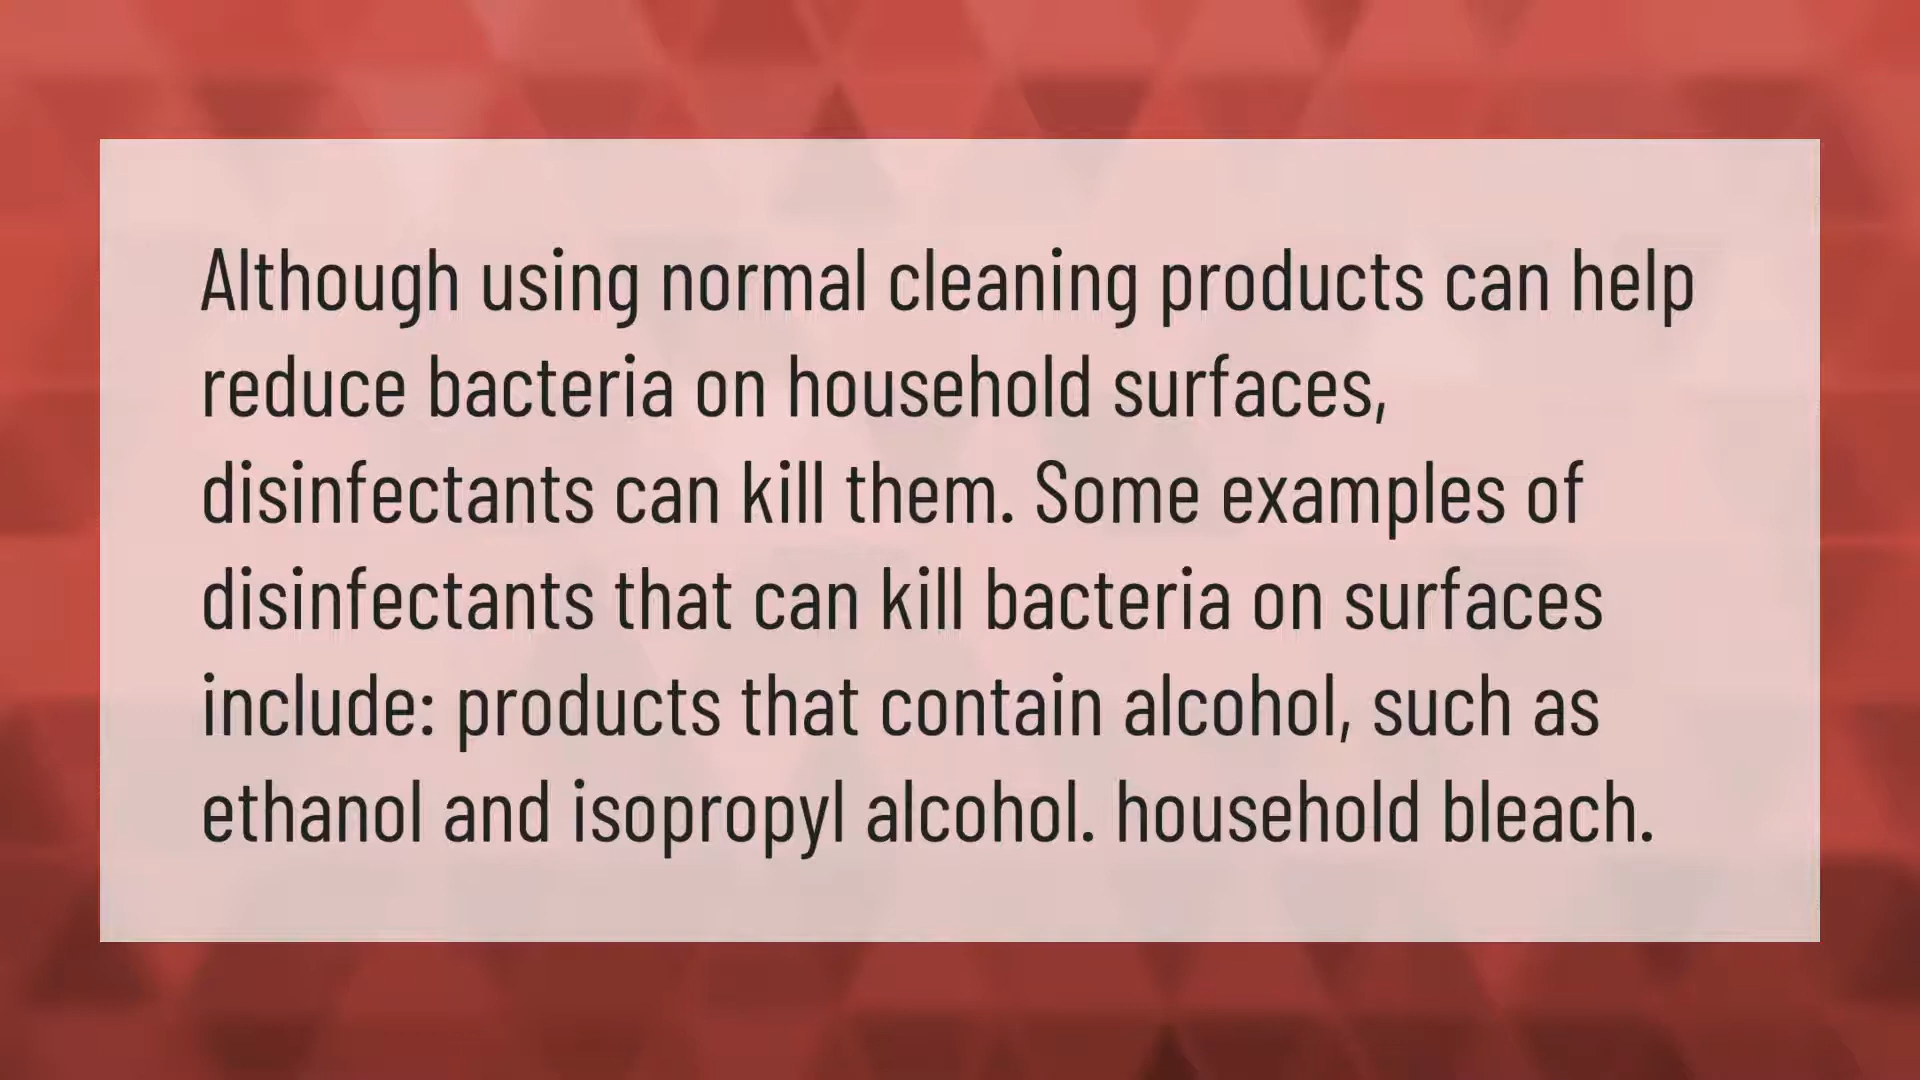 Although using normal cleaning products can help
reduce bacteria on household surfaces,
disinfectants can kill them. Some examples of
disinfectants that can kill bacteria on surfaces
include: products that contain alcohol, such as
ethanol and isopropyl alcohol. household bleach.